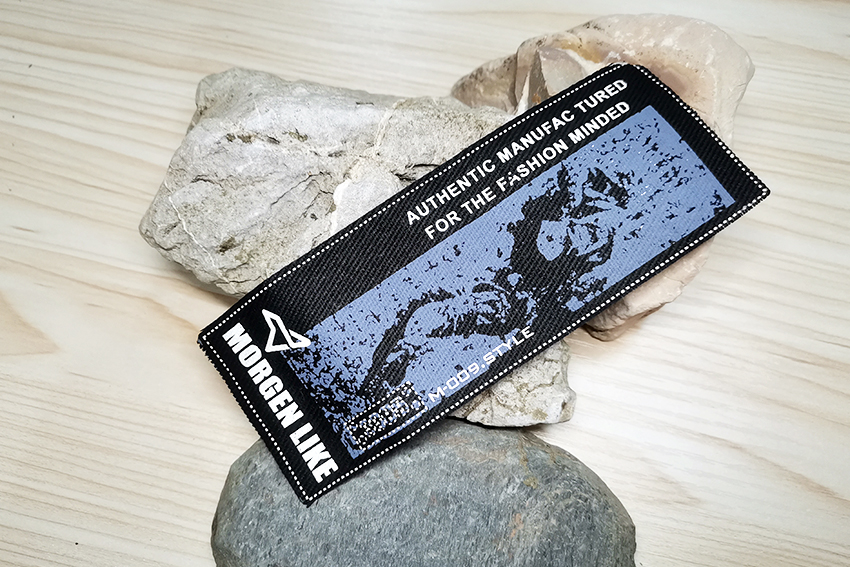 AUTHENTIC MANUFAC TURED
FOR THE FASHION MINDED
M-009.STYLE
MORGEN LIKE